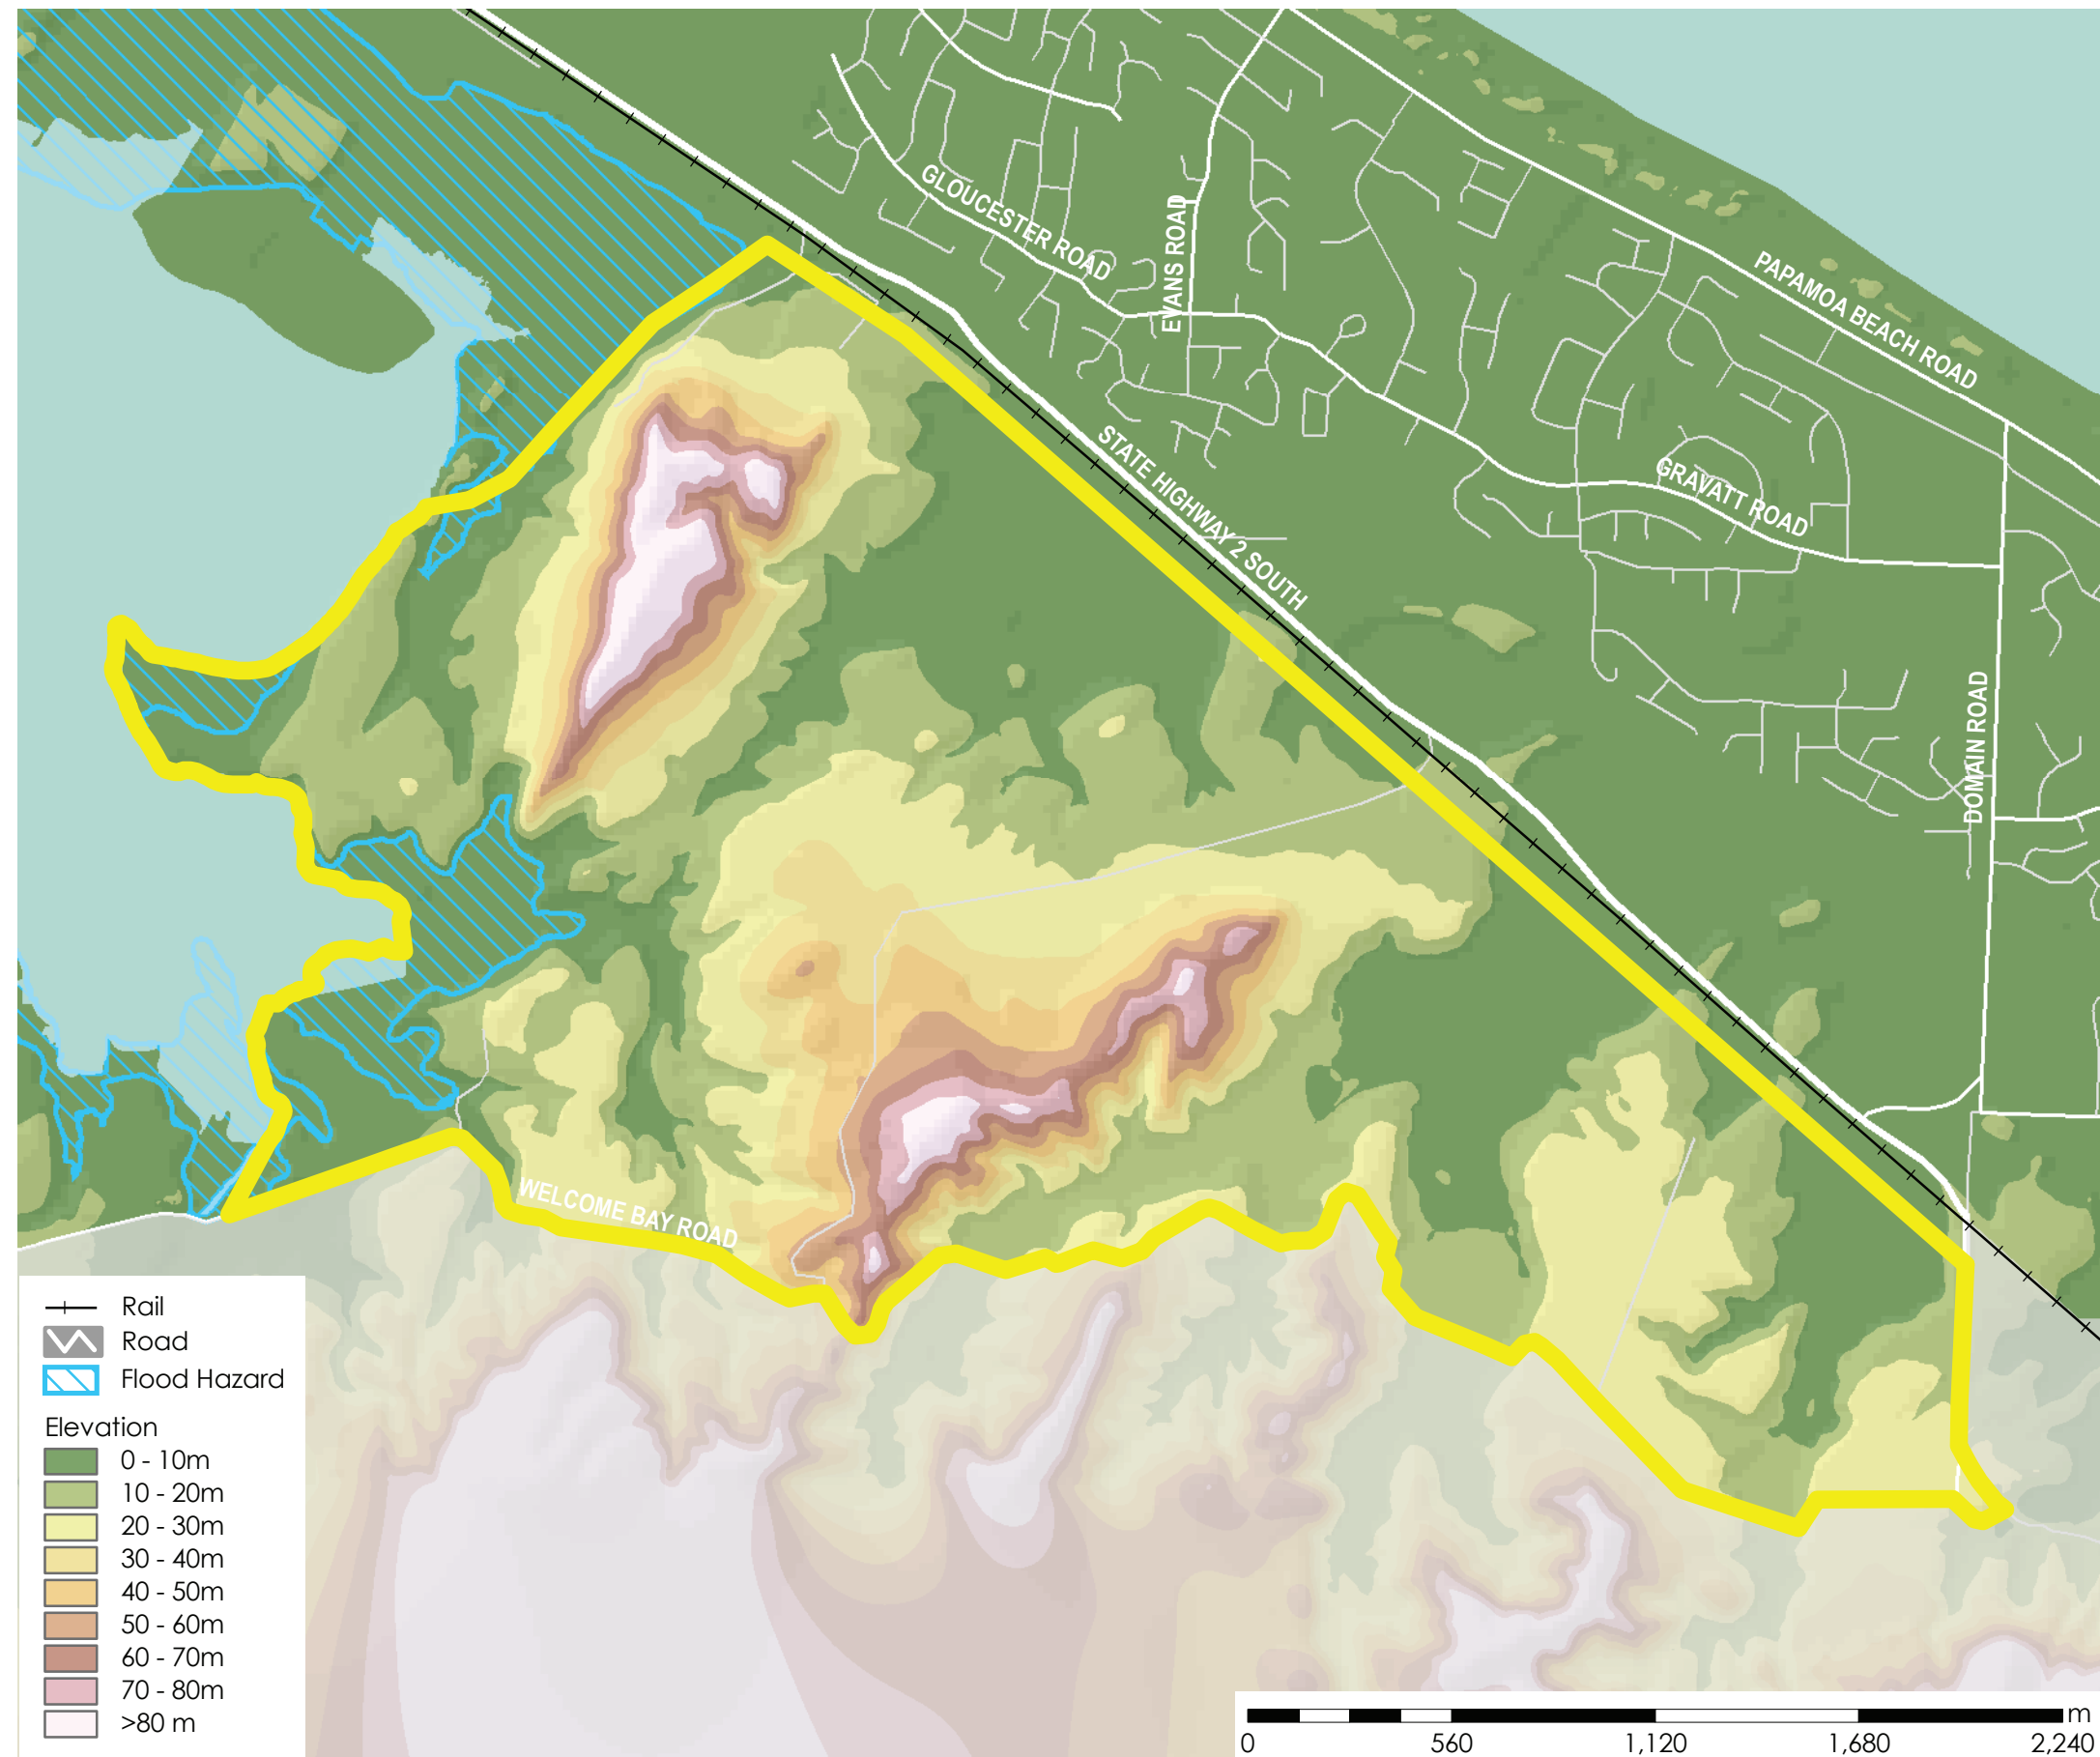 GLOUCESTER ROAD
EVANS ROAD
PAPAMOA BEACH ROAD
STATE HIGHWAY 2 SOUTH
GRAVATT ROAD
DOMAIN ROAD
WELCOME BAY ROAD
Rail
Road
Flood Hazard
Elevation
0 - 10m
10 - 20m
20 - 30m
30 - 40m
40 - 50m
50 - 60m
60 - 70m
70 - 80m
>80 m
m
0 560 1,120 1,680 2,240